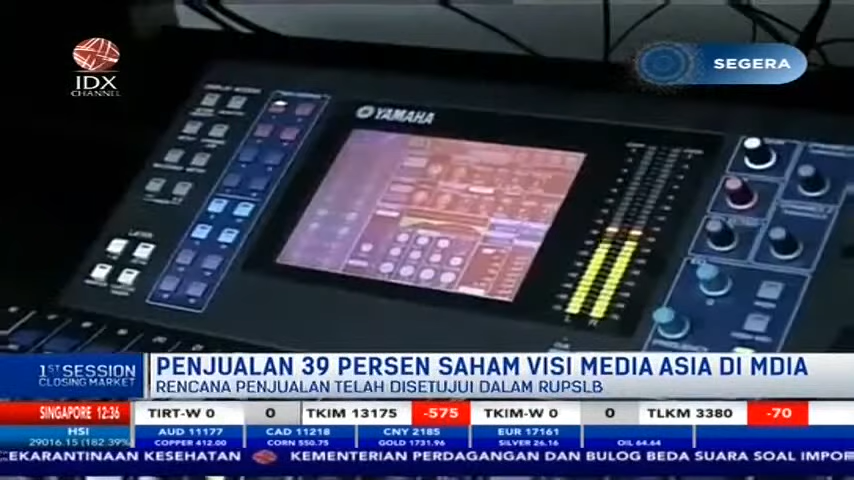 IDX
CHANNEL
SEGERA
YAMAHA
LAYER
L R
1ST SESSION
CLOSING MARKET
PENJUALAN 39 PERSEN SAHAM VISI MEDIA ASIA DI MDIA
RENCANA PENJUALAN TELAH DISETUJUI DALAM RUPSLB
SINGAPORE 12:36
TIRT-W 0 0 TKIM 13175 -575 TKIM-W 0 0 TLKM 3380 -70
HSI
29016.15 (182.39%)
AUD 11177 CAD 11218 CNY 2185 EUR 17161
COPPER 412.00 CORN 550.75 GOLD 1731.96 SILVER 26.16 OIL 64.64
EKARANTINAAN KESEHATAN KEMENTERIAN PERDAGANGAN DAN BULOG BEDA SUARA SOAL IMPO